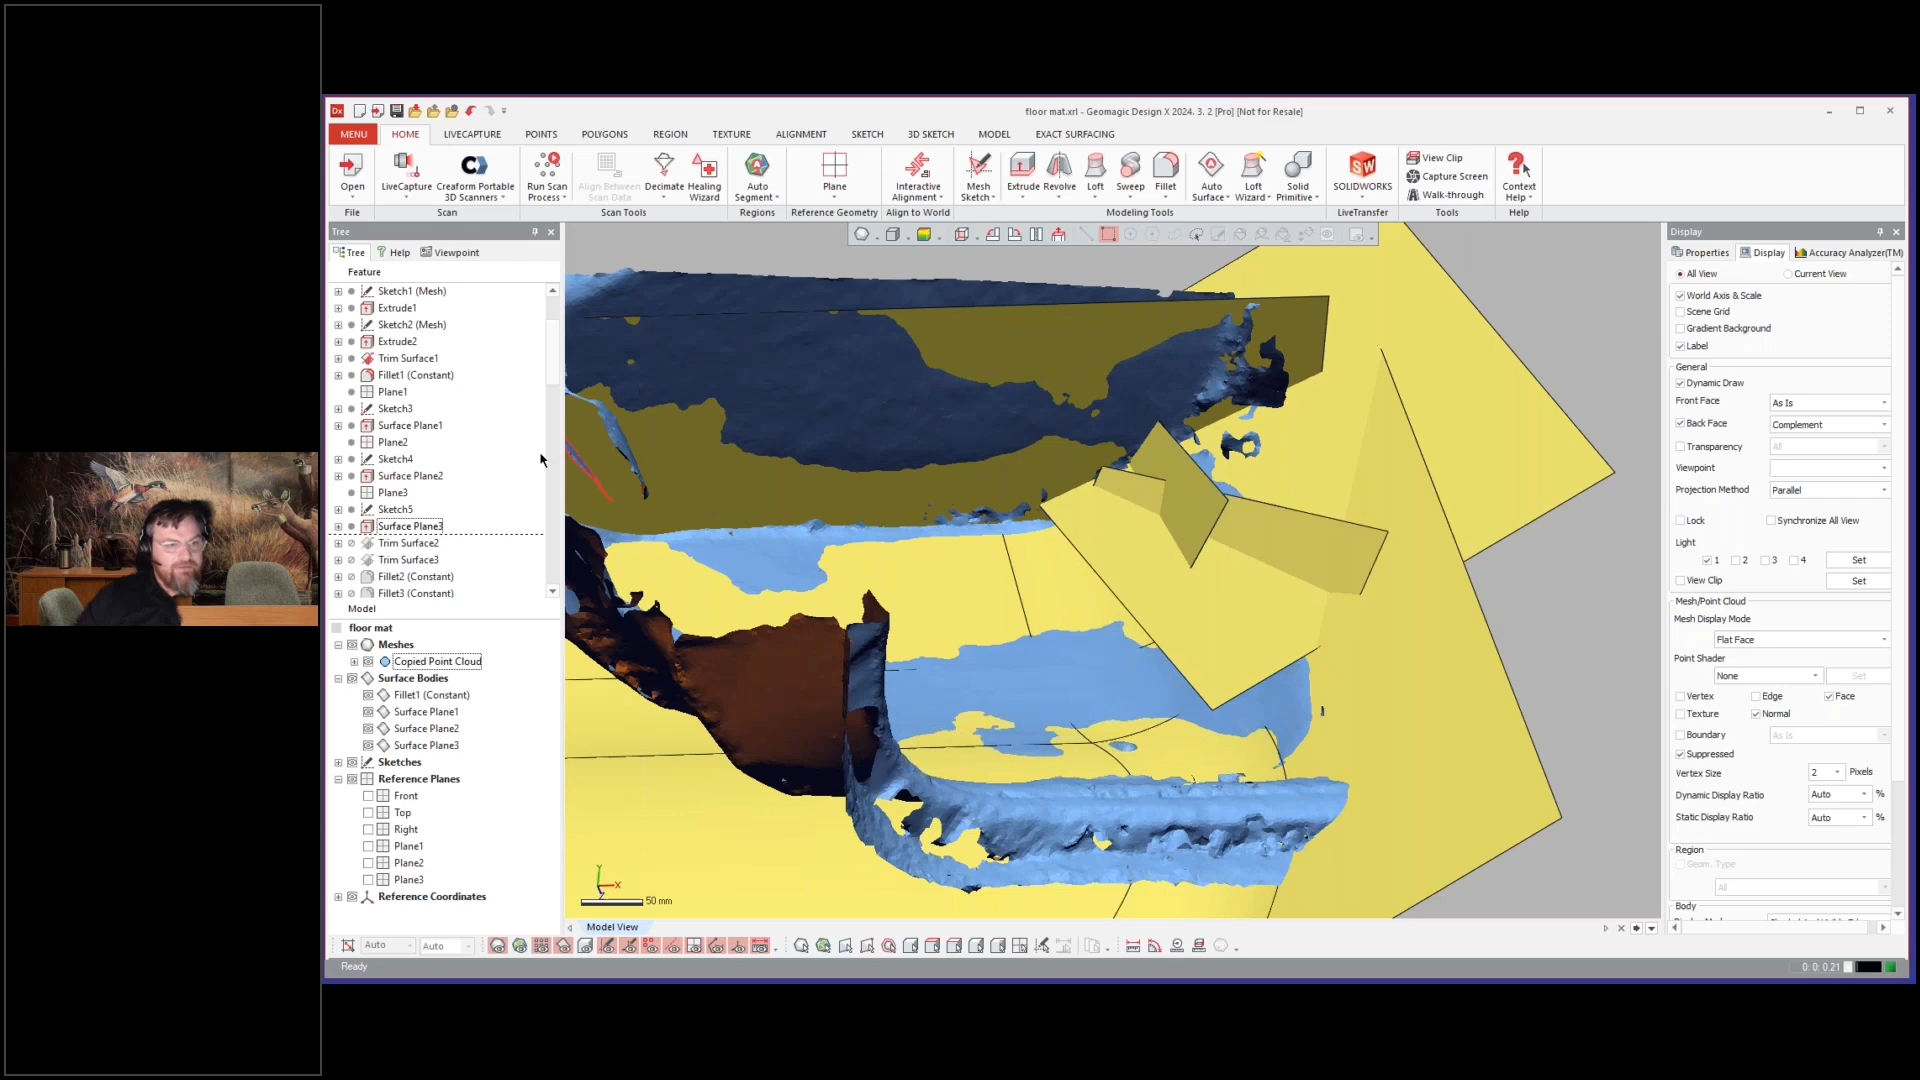 floor mat.xrl - Geomagic Design X 2024. 3. 2 [Pro] [Not for Resale]
MENU HOME LIVECAPTURE POINTS POLYGONS REGION TEXTURE ALIGNMENT SKETCH 3D SKETCH MODEL EXACT SURFACING
Open LiveCapture Creaform Portable 3D Scanners Run Scan Process Align Between Scan Data Decimate Healing Wizard Auto Segment Plane Interactive Alignment Mesh Sketch Extrude Revolve Loft Sweep Fillet Auto Surface Loft Wizard Solid Primitive SOLIDWORKS View Clip Capture Screen Walk-through Context Help
File Scan Scan Tools Regions Reference Geometry Align to World Modeling Tools LiveTransfer Tools Help
Tree
Tree Help Viewpoint
Feature
Sketch1 (Mesh)
Extrude1
Sketch2 (Mesh)
Extrude2
Trim Surface1
Fillet1 (Constant)
Plane1
Sketch3
Surface Plane1
Plane2
Sketch4
Surface Plane2
Plane3
Sketch5
Surface Plane3
Trim Surface2
Trim Surface3
Fillet2 (Constant)
Fillet3 (Constant)
Model
floor mat
Meshes
Copied Point Cloud
Surface Bodies
Fillet1 (Constant)
Surface Plane1
Surface Plane2
Surface Plane3
Sketches
Reference Planes
Front
Top
Right
Plane1
Plane2
Plane3
Reference Coordinates
Y
X
Z
50 mm
Model View
Display
Properties Display Accuracy Analyzer(TM)
All View Current View
World Axis & Scale
Scene Grid
Gradient Background
Label
General
Dynamic Draw
Front Face As Is
Back Face Complement
Transparency All
Viewpoint
Projection Method Parallel
Lock Synchronize All View
Light
1 2 3 4 Set
View Clip Set
Mesh/Point Cloud
Mesh Display Mode
Flat Face
Point Shader
None Set
Vertex Edge Face
Texture Normal
Boundary As Is
Suppressed
Vertex Size 2 Pixels
Dynamic Display Ratio Auto %
Static Display Ratio Auto %
Region
Geom. Type
All
Body
Auto Auto
Ready
0: 0: 0.21